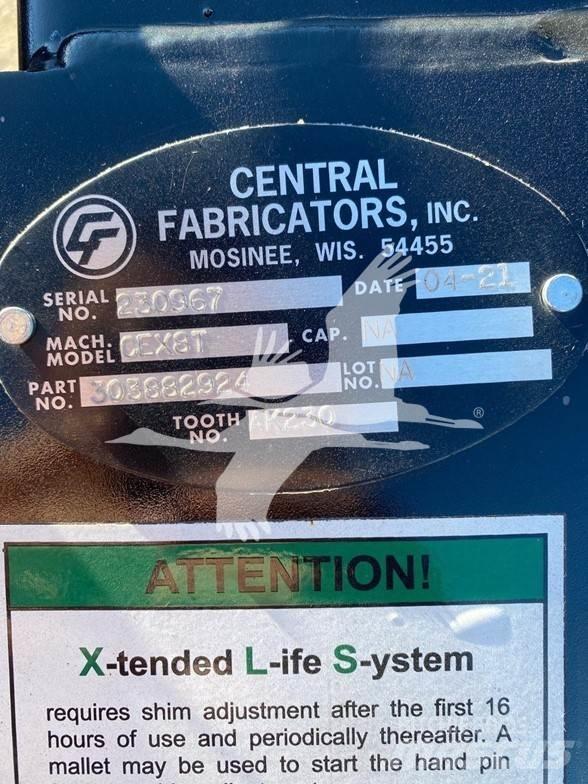 CENTRAL
FABRICATORS, INC.
MOSINEE, WIS. 54455
SERIAL NO. 230967 DATE 04-21
MACH. MODEL CEX8T CAP. NA
PART NO. 303882924 LOT NO. NA
TOOTH NO. AK230
®
ATTENTION!
X-tended L-ife S-ystem
requires shim adjustment after the first 16
hours of use and periodically thereafter. A
mallet may be used to start the hand pin